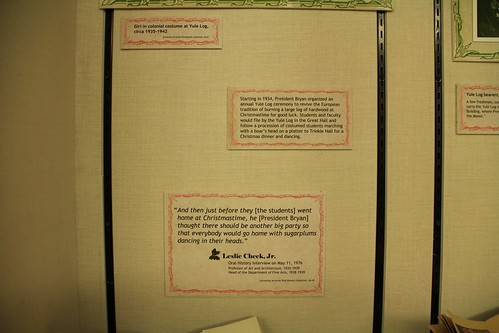 Girl in colonial costume at Yule Log,
circa 1935-1942
Starting in 1934, President Bryan organized an
annual Yule Log ceremony to revive the European
tradition of burning a large log of hardwood at
Christmastime for good luck. Students and faculty
would file by the Yule Log in the Great Hall and
follow a procession of costumed students marching
with a boar's head on a platter to Trinkle Hall for a
Christmas dinner and dancing.
Yule Log bearers,
A few freshmen,
carry the Yule Log
Building, where
the Manor."
"And then just before they [the students] went
home at Christmastime, he [President Bryan]
thought there should be another big party so
that everybody would go home with sugarplums
dancing in their heads."
Leslie Cheek, Jr.
Oral History Interview on May 11, 1976
Professor of Art and Architecture, 1935-1939
Head of the Department of Fine Arts, 1936-1939